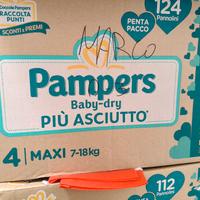 Coccole Pampers
RACCOLTA
PUNTI
SCONTI E PREMI
PENTA
PACCO
124
Pannolini
MARCO
Pampers
Baby-dry
PIÙ ASCIUTTO
4 MAXI 7-18kg
112
Pannolini